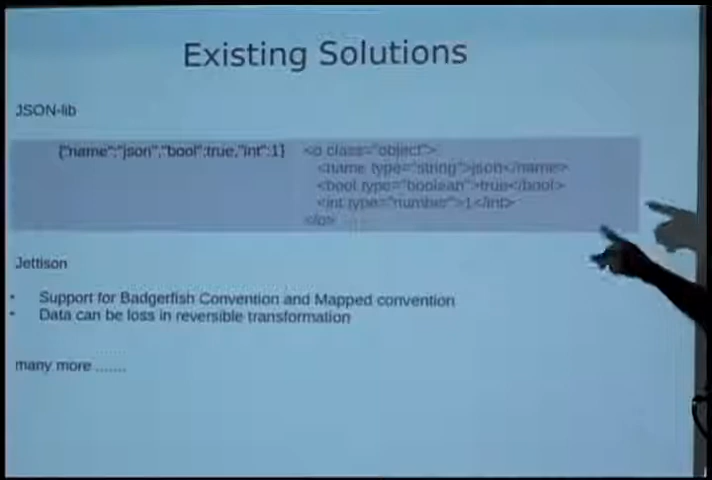 Existing Solutions
JSON-lib
{"name":"json","bool":true,"int":1}
<o class="object">
<name type="string">json</name>
<bool type="boolean">true</bool>
<int type="number">1</int>
</o>
Jettison
• Support for Badgerfish Convention and Mapped convention
• Data can be loss in reversible transformation
many more .......